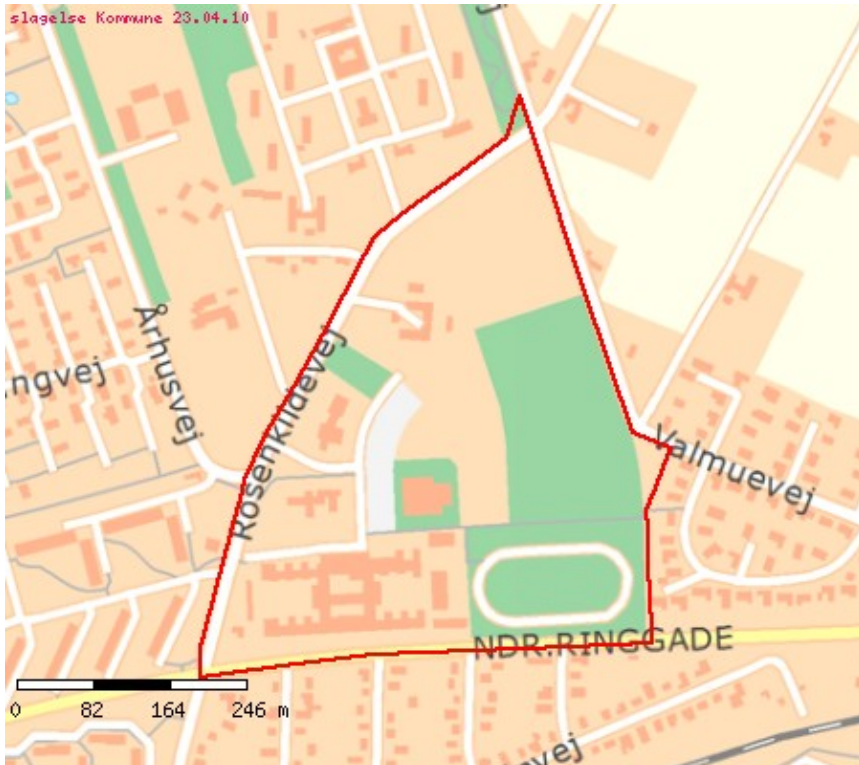 slagelse Kommune 23.04.10
Århusvej
ngvej
Rosenkildevej
Valmuevej
NDR.RINGGADE
0 82 164 246 m
vej